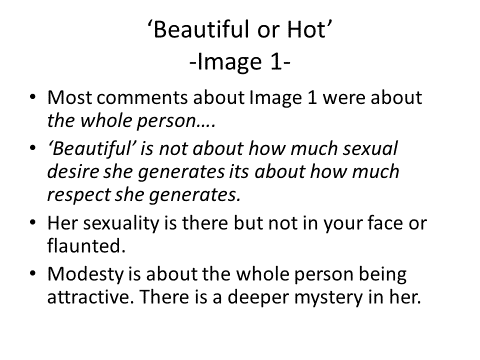 ‘Beautiful or Hot’
-Image 1-
• Most comments about Image 1 were about
the whole person….
• ‘Beautiful’ is not about how much sexual
desire she generates its about how much
respect she generates.
• Her sexuality is there but not in your face or
flaunted.
• Modesty is about the whole person being
attractive. There is a deeper mystery in her.